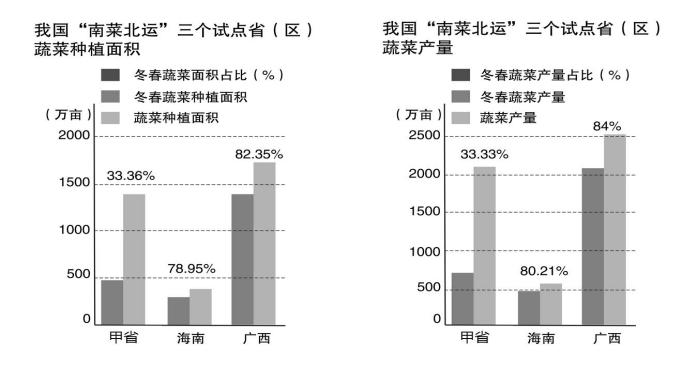 我国“南菜北运”三个试点省（区）
蔬菜种植面积
冬春蔬菜面积占比（%）
冬春蔬菜种植面积
蔬菜种植面积
（万亩）
2000
1500
1000
500
0
33.36%
78.95%
82.35%
甲省
海南
广西
我国“南菜北运”三个试点省（区）
蔬菜产量
冬春蔬菜产量占比（%）
冬春蔬菜产量
蔬菜产量
（万亩）
2500
2000
1500
1000
500
0
33.33%
80.21%
84%
甲省
海南
广西